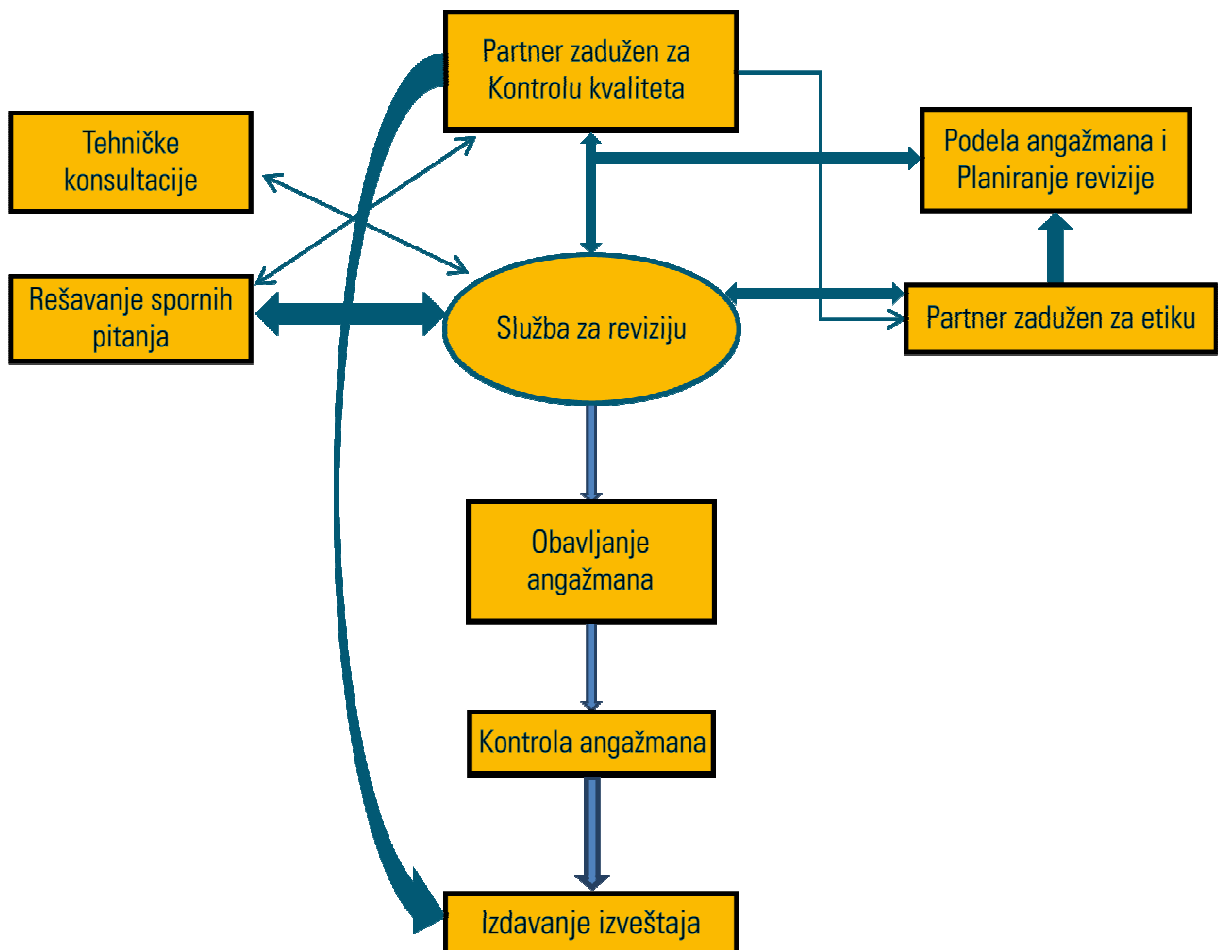 Partner zadužen za
Kontrolu kvaliteta
Tehničke
konsultacije
Podela angažmana i
Planiranje revizije
Rešavanje spornih
pitanja
Služba za reviziju
Partner zadužen za etiku
Obavljanje
angažmana
Kontrola angažmana
Izdavanje izveštaja